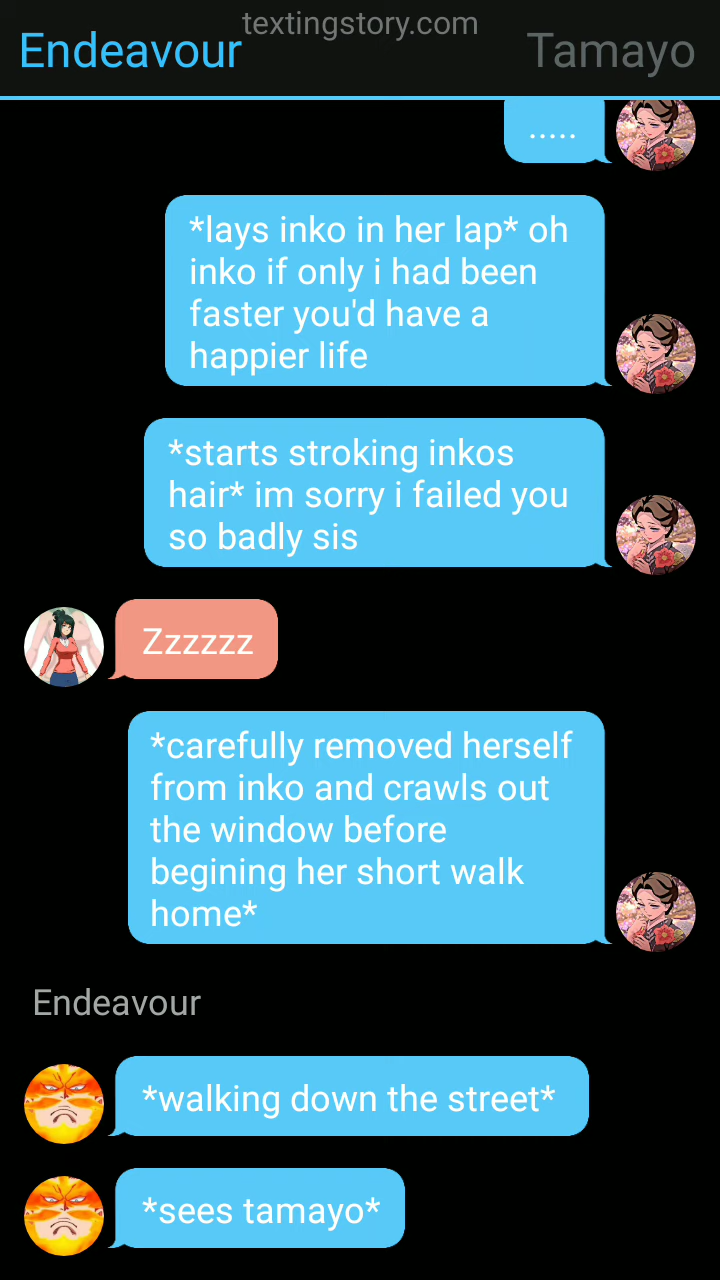 textingstory.com
Endeavour
Tamayo
.....
*lays inko in her lap* oh
inko if only i had been
faster you'd have a
happier life
*starts stroking inkos
hair* im sorry i failed you
so badly sis
Zzzzzz
*carefully removed herself
from inko and crawls out
the window before
begining her short walk
home*
Endeavour
*walking down the street*
*sees tamayo*